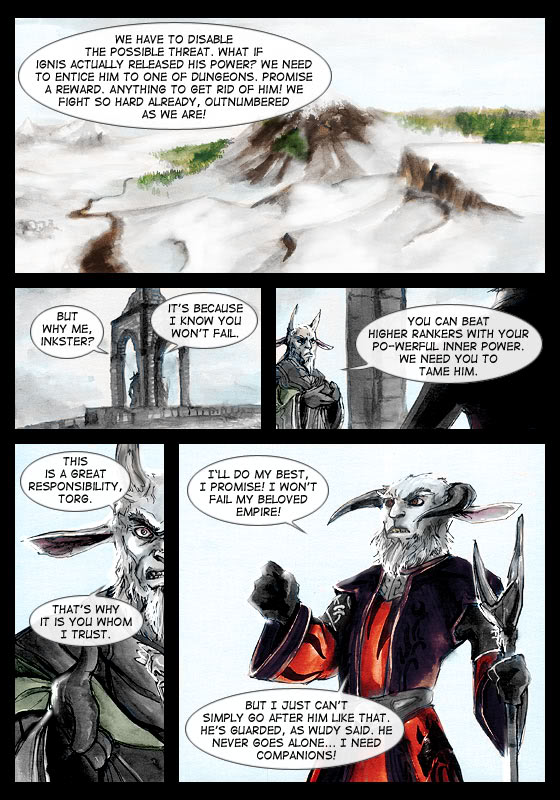 WE HAVE TO DISABLE
THE POSSIBLE THREAT. WHAT IF
IGNIS ACTUALLY RELEASED HIS POWER? WE NEED
TO ENTICE HIM TO ONE OF DUNGEONS. PROMISE
A REWARD. ANYTHING TO GET RID OF HIM! WE
FIGHT SO HARD ALREADY, OUTNUMBERED
AS WE ARE!
BUT
WHY ME,
INKSTER?
IT'S BECAUSE
I KNOW YOU
WON'T FAIL.
YOU CAN BEAT
HIGHER RANKERS WITH YOUR
PO-WERFUL INNER POWER.
WE NEED YOU TO
TAME HIM.
THIS
IS A GREAT
RESPONSIBILITY,
TORG.
THAT'S WHY
IT IS YOU WHOM
I TRUST.
I'LL DO MY BEST,
I PROMISE! I WON'T
FAIL MY BELOVED
EMPIRE!
BUT I JUST CAN'T
SIMPLY GO AFTER HIM LIKE THAT.
HE'S GUARDED, AS WUDY SAID. HE
NEVER GOES ALONE... I NEED
COMPANIONS!